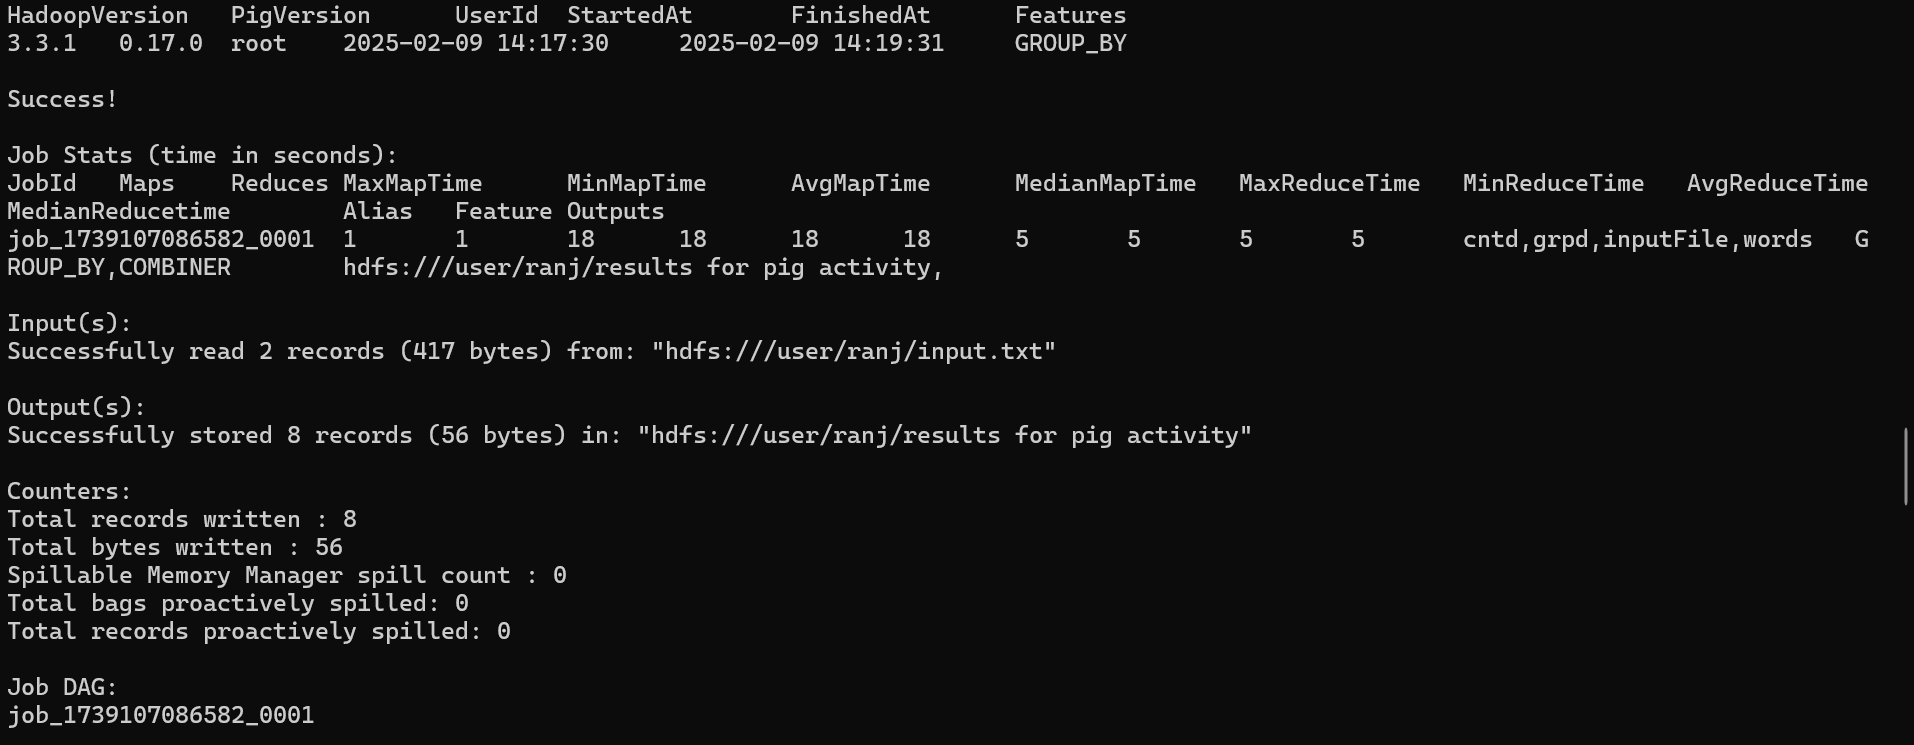 HadoopVersion   PigVersion      UserId  StartedAt       FinishedAt      Features
3.3.1   0.17.0  root    2025-02-09 14:17:30     2025-02-09 14:19:31     GROUP_BY

Success!

Job Stats (time in seconds):
JobId   Maps    Reduces MaxMapTime      MinMapTime      AvgMapTime      MedianMapTime   MaxReduceTime   MinReduceTime   AvgReduceTime
MedianReducetime        Alias   Feature Outputs
job_1739107086582_0001  1       1       18      18      18      18      5       5       5       5       cntd,grpd,inputFile,words   G
ROUP_BY,COMBINER        hdfs:///user/ranj/results for pig activity,

Input(s):
Successfully read 2 records (417 bytes) from: "hdfs:///user/ranj/input.txt"

Output(s):
Successfully stored 8 records (56 bytes) in: "hdfs:///user/ranj/results for pig activity"

Counters:
Total records written : 8
Total bytes written : 56
Spillable Memory Manager spill count : 0
Total bags proactively spilled: 0
Total records proactively spilled: 0

Job DAG:
job_1739107086582_0001